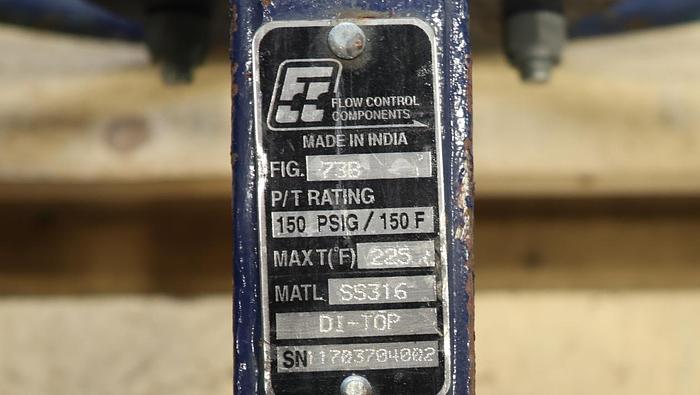 FLOW CONTROL
COMPONENTS
MADE IN INDIA
FIG. 73B
P/T RATING
150 PSIG / 150 F
MAX T(°F) 225
MATL SS316
DI-TOP
SN 11703704002